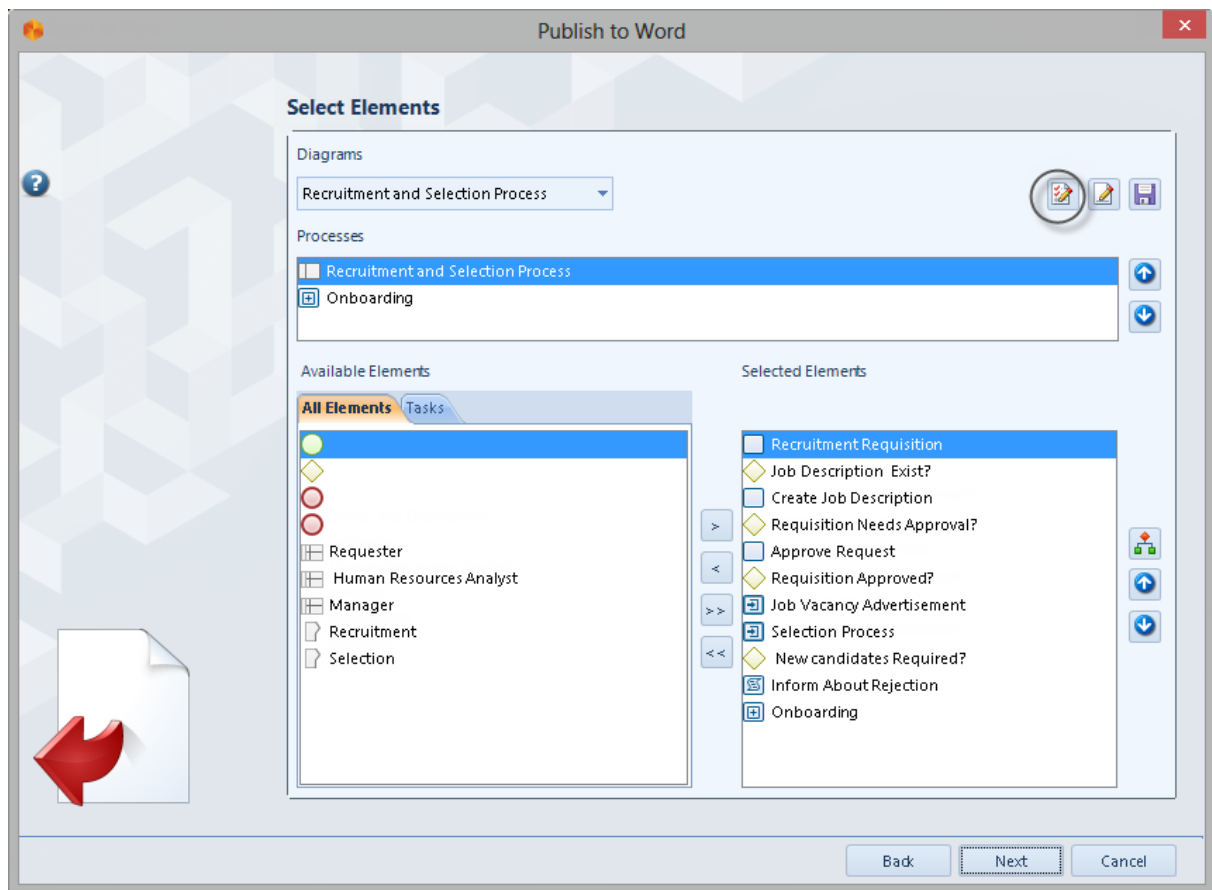 Publish to Word
Select Elements
Diagrams
Recruitment and Selection Process
Processes
Recruitment and Selection Process
Onboarding
Available Elements
All Elements Tasks
Requester
Human Resources Analyst
Manager
Recruitment
Selection
>
<
>>
<<
Selected Elements
Recruitment Requisition
Job Description Exist?
Create Job Description
Requisition Needs Approval?
Approve Request
Requisition Approved?
Job Vacancy Advertisement
Selection Process
New candidates Required?
Inform About Rejection
Onboarding
Back Next Cancel